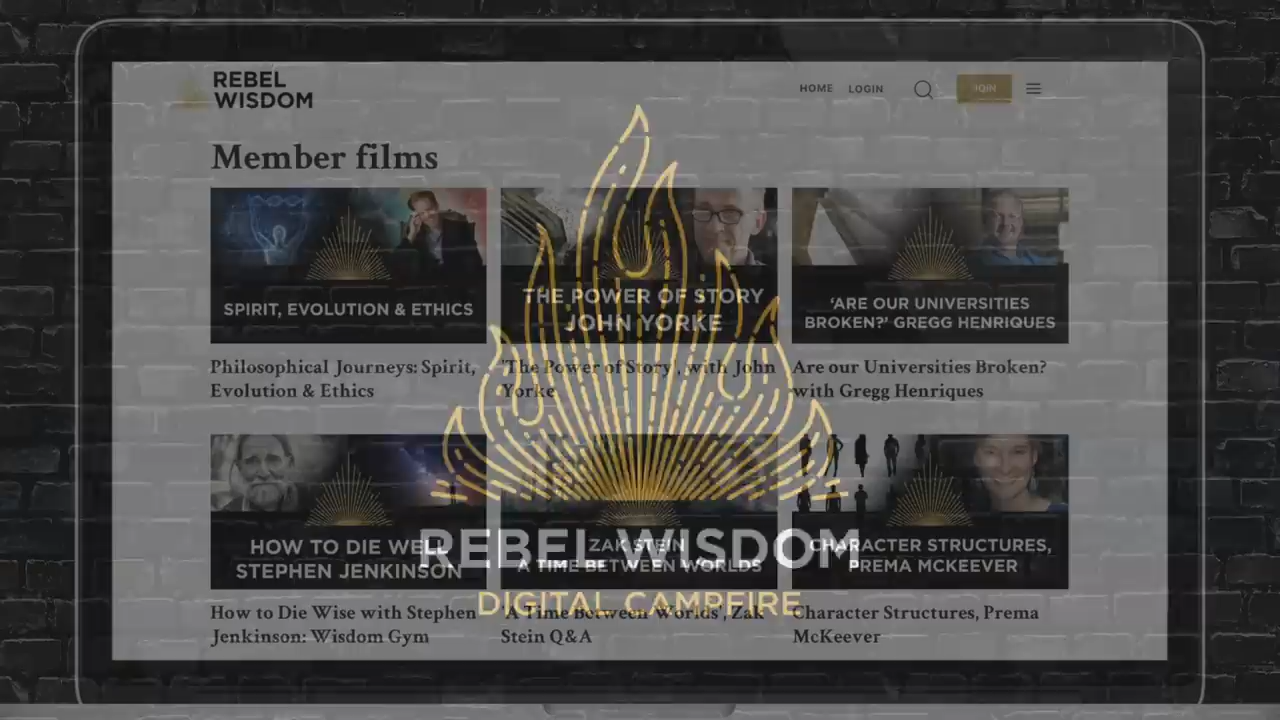 REBEL
WISDOM
HOME
LOGIN
JOIN
Member films
SPIRIT, EVOLUTION & ETHICS
THE POWER OF STORY
JOHN YORKE
‘ARE OUR UNIVERSITIES
BROKEN?’ GREGG HENRIQUES
Philosophical Journeys: Spirit,
Evolution & Ethics
'The Power of Story', with John
Yorke
Are our Universities Broken?
with Gregg Henriques
HOW TO DIE WELL
STEPHEN JENKINSON
ZAK STEIN
A TIME BETWEEN WORLDS
CHARACTER STRUCTURES,
PREMA MCKEEVER
REBEL WISDOM
DIGITAL CAMPFIRE
How to Die Wise with Stephen
Jenkinson: Wisdom Gym
'A Time Between Worlds', Zak
Stein Q&A
Character Structures, Prema
McKeever